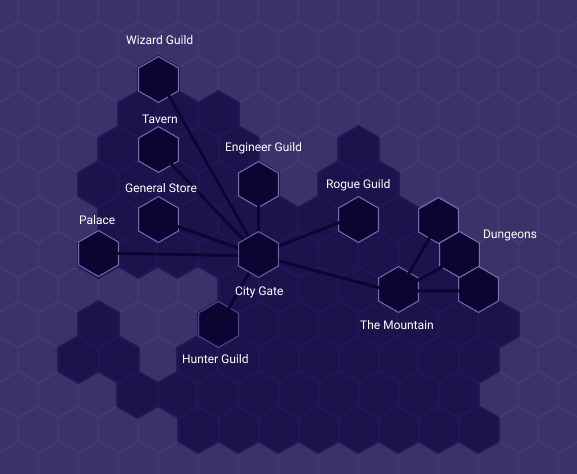 Wizard Guild
Tavern
Engineer Guild
General Store
Rogue Guild
Palace
Dungeons
City Gate
The Mountain
Hunter Guild